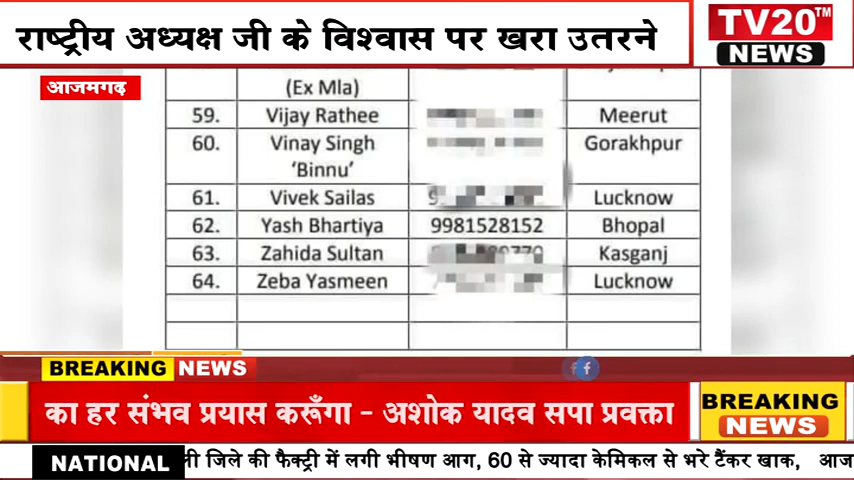 राष्ट्रीय अध्यक्ष जी के विश्वास पर खरा उतरने
TV20™
NEWS
आजमगढ़
(Ex Mla)
59. Vijay Rathee Meerut
60. Vinay Singh Gorakhpur
'Binnu'
61. Vivek Sailas Lucknow
62. Yash Bhartiya 9981528152 Bhopal
63. Zahida Sultan Kasganj
64. Zeba Yasmeen Lucknow
BREAKING NEWS
का हर संभव प्रयास करूँगा - अशोक यादव सपा प्रवक्ता
BREAKING
NEWS
NATIONAL
जिले की फैक्ट्री में लगी भीषण आग, 60 से ज्यादा केमिकल से भरे टैंकर खाक,